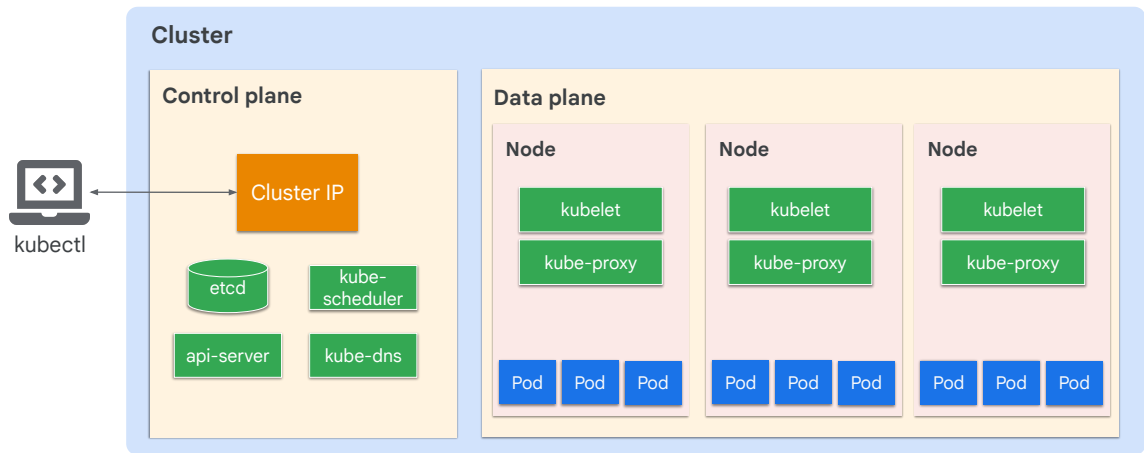 Cluster
Control plane
Cluster IP
kubectl
etcd
kube-
scheduler
api-server
kube-dns
Data plane
Node
kubelet
kube-proxy
Pod
Pod
Pod
Node
kubelet
kube-proxy
Pod
Pod
Pod
Node
kubelet
kube-proxy
Pod
Pod
Pod